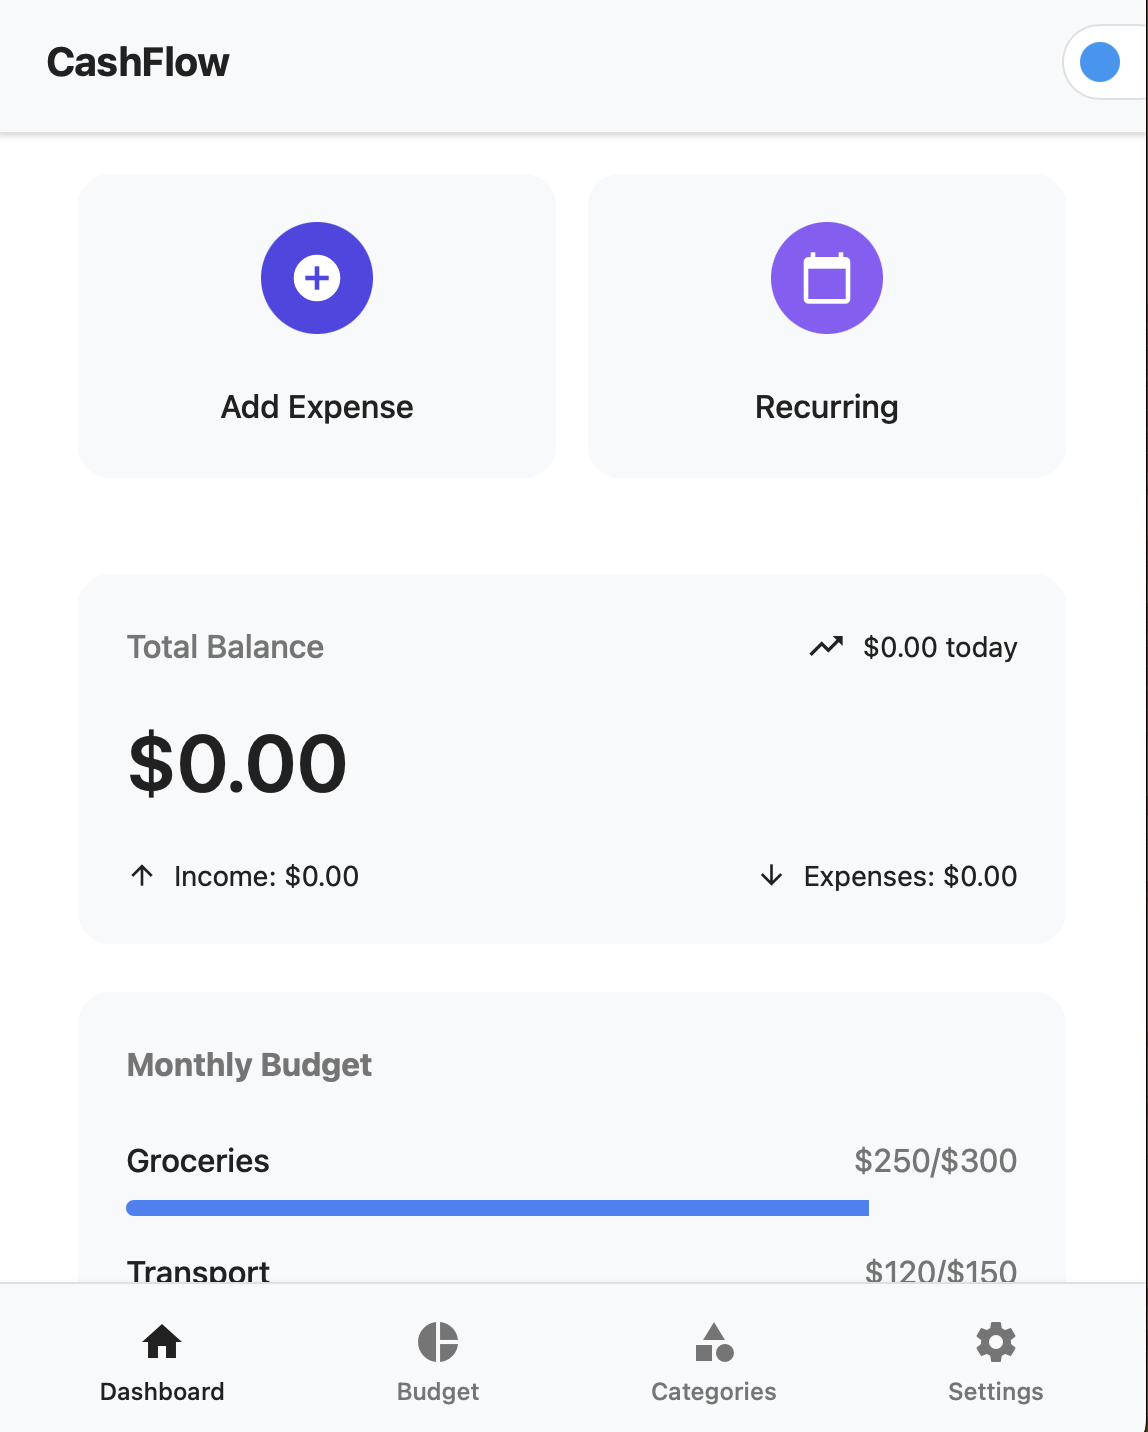 CashFlow
Add Expense
Recurring
Total Balance
$0.00 today
$0.00
Income: $0.00
Expenses: $0.00
Monthly Budget
Groceries
$250/$300
Transport
$120/$150
Dashboard
Budget
Categories
Settings